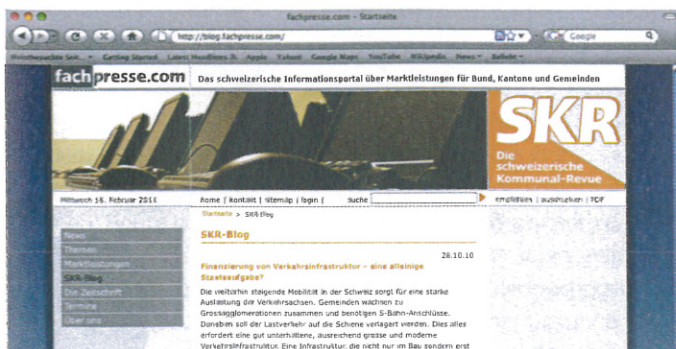 fachpresse.com – Startseite
http://blog.fachpresse.com/
Google
Getting Started Latest Headlines Apple Yahoo! Google Maps YouTube Wikipedia News Beliebt
fachpresse.com Das schweizerische Informationsportal über Marktleistungen für Bund, Kantone und Gemeinden
SKR
Die
schweizerische
Kommunal-Revue
Mittwoch 16. Februar 2011 home | kontakt | sitemap | login | suche empfehlen | ausdrucken | PDF
Startseite > SKR-Blog
News
Themen
Marktleistungen
SKR-Blog
Die Zeitschrift
Termine
Über uns
SKR-Blog
28.10.10
Finanzierung von Verkehrsinfrastruktur – eine alleinige
Staatsaufgabe?
Die weiterhin steigende Mobilität in der Schweiz sorgt für eine starke
Auslastung der Verkehrsachsen. Gemeinden wachsen zu
Grossagglomerationen zusammen und benötigen S-Bahn-Anschlüsse.
Daneben soll der Lastverkehr auf die Schiene verlagert werden. Dies alles
erfordert eine gut unterhaltene, ausreichend grosse und moderne
Verkehrsinfrastruktur. Eine Infrastruktur, die nicht nur im Bau sondern erst